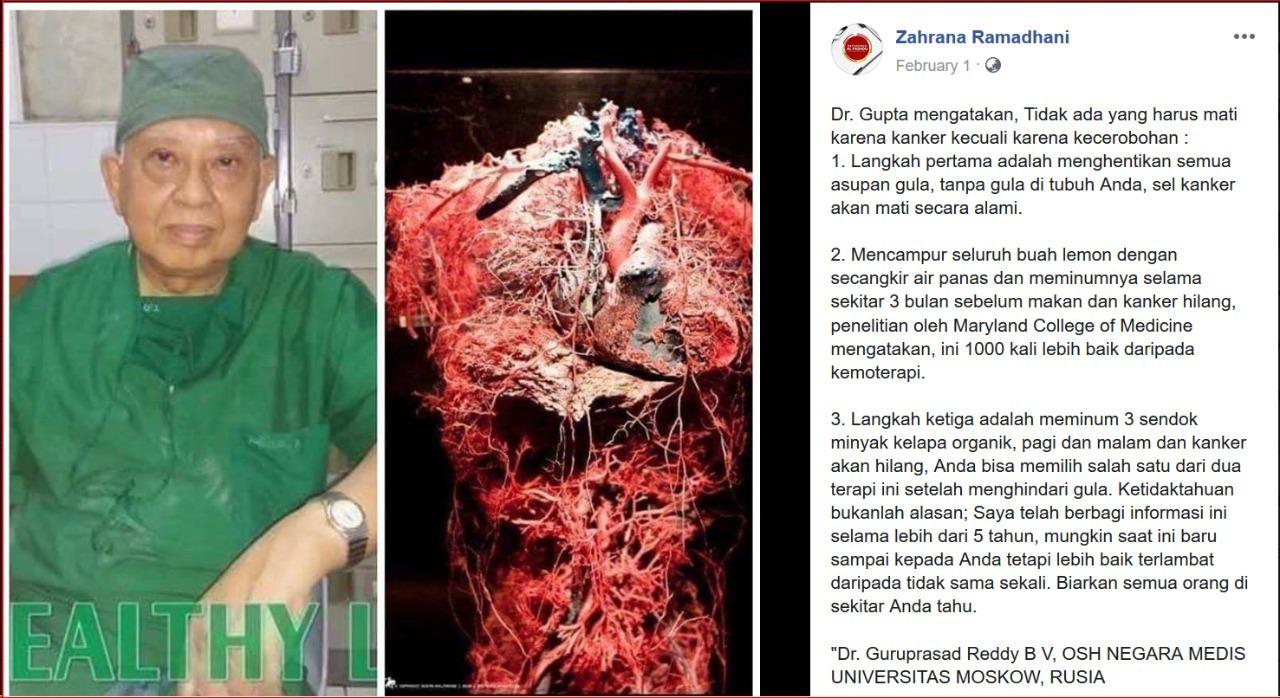 EALTHY L
Zahrana Ramadhani
February 1 ·
Dr. Gupta mengatakan, Tidak ada yang harus mati
karena kanker kecuali karena kecerobohan :
1. Langkah pertama adalah menghentikan semua
asupan gula, tanpa gula di tubuh Anda, sel kanker
akan mati secara alami.
2. Mencampur seluruh buah lemon dengan
secangkir air panas dan meminumnya selama
sekitar 3 bulan sebelum makan dan kanker hilang,
penelitian oleh Maryland College of Medicine
mengatakan, ini 1000 kali lebih baik daripada
kemoterapi.
3. Langkah ketiga adalah meminum 3 sendok
minyak kelapa organik, pagi dan malam dan kanker
akan hilang, Anda bisa memilih salah satu dari dua
terapi ini setelah menghindari gula. Ketidaktahuan
bukanlah alasan; Saya telah berbagi informasi ini
selama lebih dari 5 tahun, mungkin saat ini baru
sampai kepada Anda tetapi lebih baik terlambat
daripada tidak sama sekali. Biarkan semua orang di
sekitar Anda tahu.
"Dr. Guruprasad Reddy B V, OSH NEGARA MEDIS
UNIVERSITAS MOSKOW, RUSIA